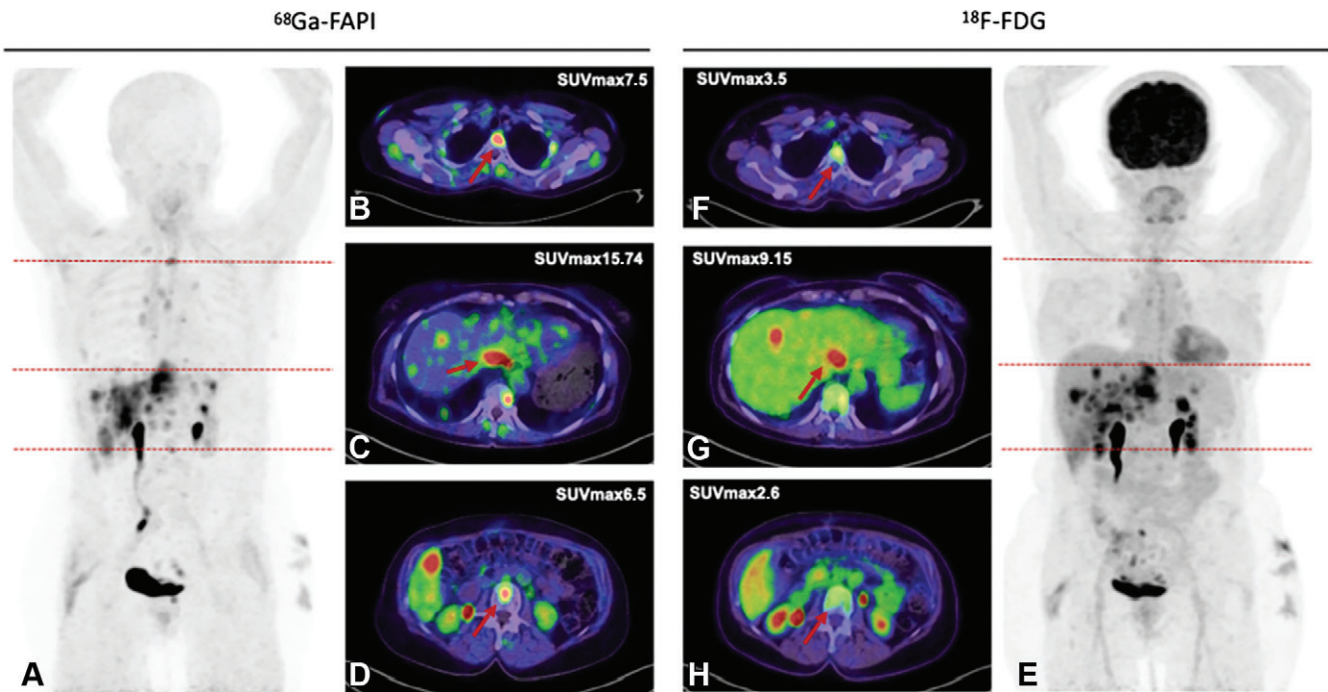 ⁶⁸Ga-FAPI
¹⁸F-FDG
SUVmax7.5
B
SUVmax3.5
F
SUVmax15.74
C
SUVmax9.15
G
SUVmax6.5
D
SUVmax2.6
H
A
E